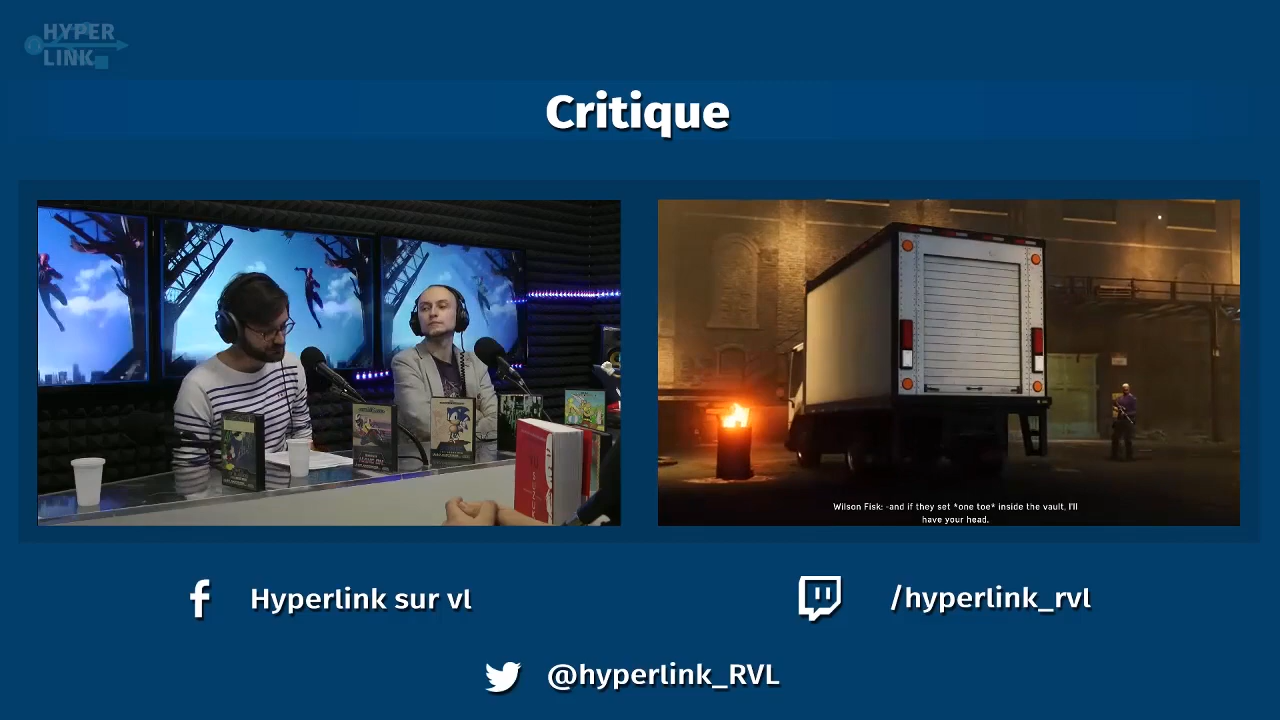 HYPER
LINK
Critique
Wilson Fisk: -and if they set *one toe* inside the vault, I'll
have your head.
Hyperlink sur vl
/hyperlink_rvl
@hyperlink_RVL